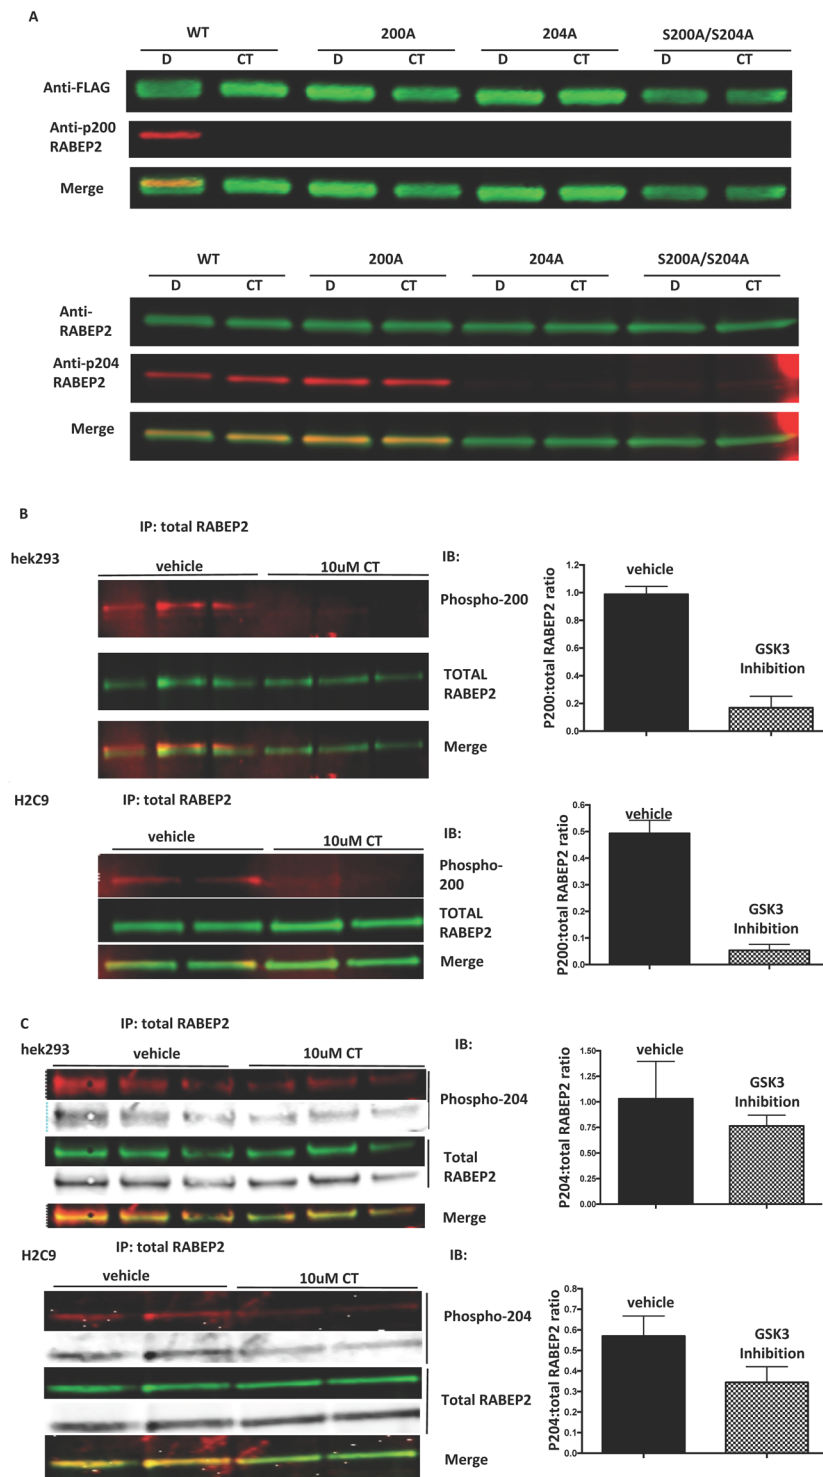 A
WT 200A 204A S200A/S204A
D CT D CT D CT D CT
Anti-FLAG
Anti-p200
RABEP2
Merge
WT 200A 204A S200A/S204A
D CT D CT D CT D CT
Anti-
RABEP2
Anti-p204
RABEP2
Merge
B
IP: total RABEP2
hek293
vehicle 10uM CT
IB:
Phospho-200
TOTAL
RABEP2
Merge
P200:total RABEP2 ratio
1.2
1.0
0.8
0.6
0.4
0.2
0.0
vehicle
GSK3
Inhibition
H2C9
IP: total RABEP2
vehicle 10uM CT
IB:
Phospho-
200
TOTAL
RABEP2
Merge
P200:total RABEP2 ratio
0.6
0.5
0.4
0.3
0.2
0.1
0.0
vehicle
GSK3
Inhibition
C
IP: total RABEP2
hek293
vehicle 10uM CT
IB:
Phospho-204
Total
RABEP2
Merge
P204:total RABEP2 ratio
1.50
1.25
1.00
0.75
0.50
0.25
0.00
vehicle
GSK3
Inhibition
H2C9
IP: total RABEP2
vehicle 10uM CT
IB:
Phospho-204
Total RABEP2
Merge
P204:total RABEP2 ratio
0.8
0.7
0.6
0.5
0.4
0.3
0.2
0.1
0.0
vehicle
GSK3
Inhibition